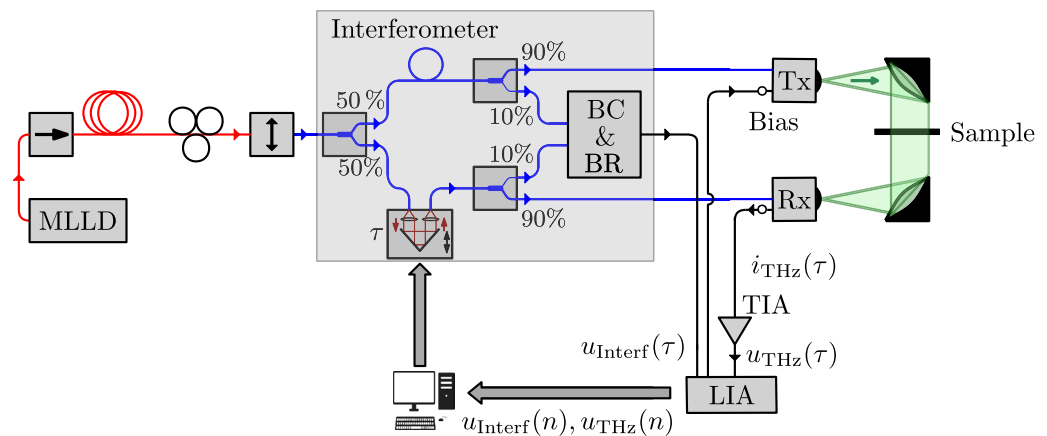 Interferometer
90%
50 %
10%
BC
&
BR
Tx
Bias
Sample
50%
10%
90%
Rx
MLLD
τ
i_THz(τ)
TIA
u_Interf(τ)
u_THz(τ)
LIA
u_Interf(n), u_THz(n)